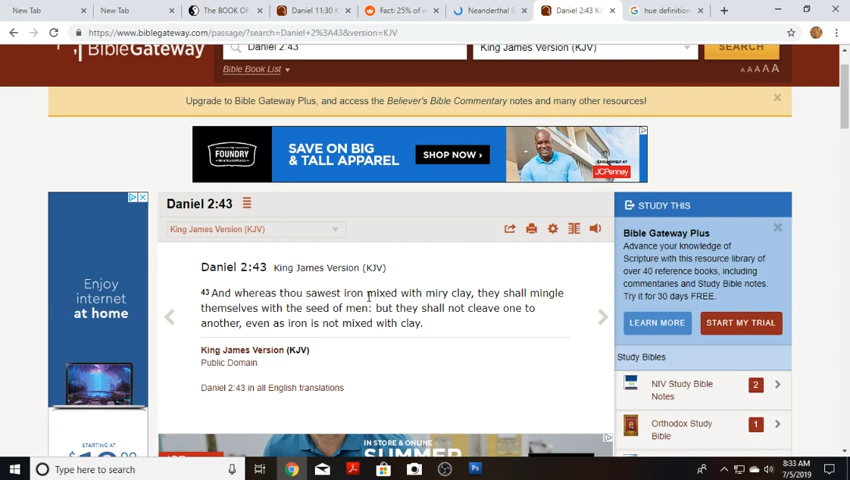 New Tab
New Tab
The BOOK OF
Daniel 11:30 K
Fact: 25% of w
Neanderthal S
Daniel 2:43 K
hue definition
https://www.biblegateway.com/passage/?search=Daniel+2%3A43&version=KJV
BibleGateway
Daniel 2:43
King James Version (KJV)
SEARCH
Bible Book List
A A A A A
Upgrade to Bible Gateway Plus, and access the Believer's Bible Commentary notes and many other resources!
THE FOUNDRY
SAVE ON BIG
& TALL APPAREL
SHOP NOW ›
EXCLUSIVELY AT
JCPenney
Daniel 2:43
King James Version (KJV)
Daniel 2:43 King James Version (KJV)
43 And whereas thou sawest iron mixed with miry clay, they shall mingle
themselves with the seed of men: but they shall not cleave one to
another, even as iron is not mixed with clay.
King James Version (KJV)
Public Domain
Daniel 2:43 in all English translations
Enjoy
internet
at home
STARTING AT
STUDY THIS
Bible Gateway Plus
Advance your knowledge of
Scripture with this resource library of
over 40 reference books, including
commentaries and Study Bible notes.
Try it for 30 days FREE.
LEARN MORE
START MY TRIAL
Study Bibles
NIV Study Bible
Notes
2
Orthodox Study
Bible
1
IN STORE & ONLINE
SUMMER
Type here to search
8:33 AM
7/5/2019